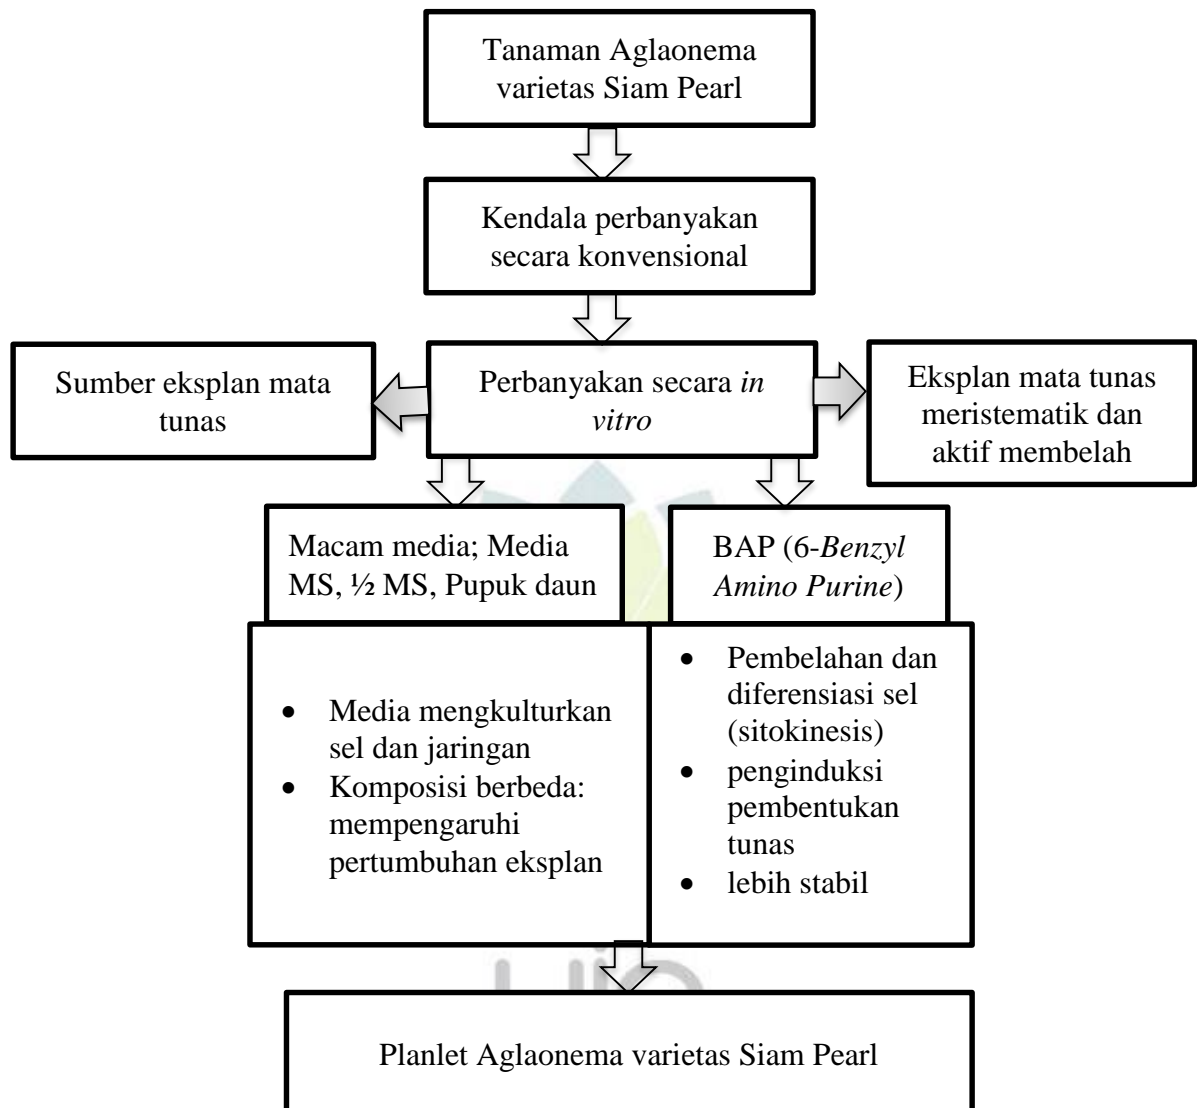 Tanaman Aglaonema
varietas Siam Pearl
Kendala perbanyakan
secara konvensional
Sumber eksplan mata
tunas
Perbanyakan secara in
vitro
Eksplan mata tunas
meristematik dan
aktif membelah
Macam media; Media
MS, ½ MS, Pupuk daun
BAP (6-Benzyl
Amino Purine)
• Media mengkulturkan
sel dan jaringan
• Komposisi berbeda:
mempengaruhi
pertumbuhan eksplan
• Pembelahan dan
diferensiasi sel
(sitokinesis)
• penginduksi
pembentukan
tunas
• lebih stabil
Planlet Aglaonema varietas Siam Pearl